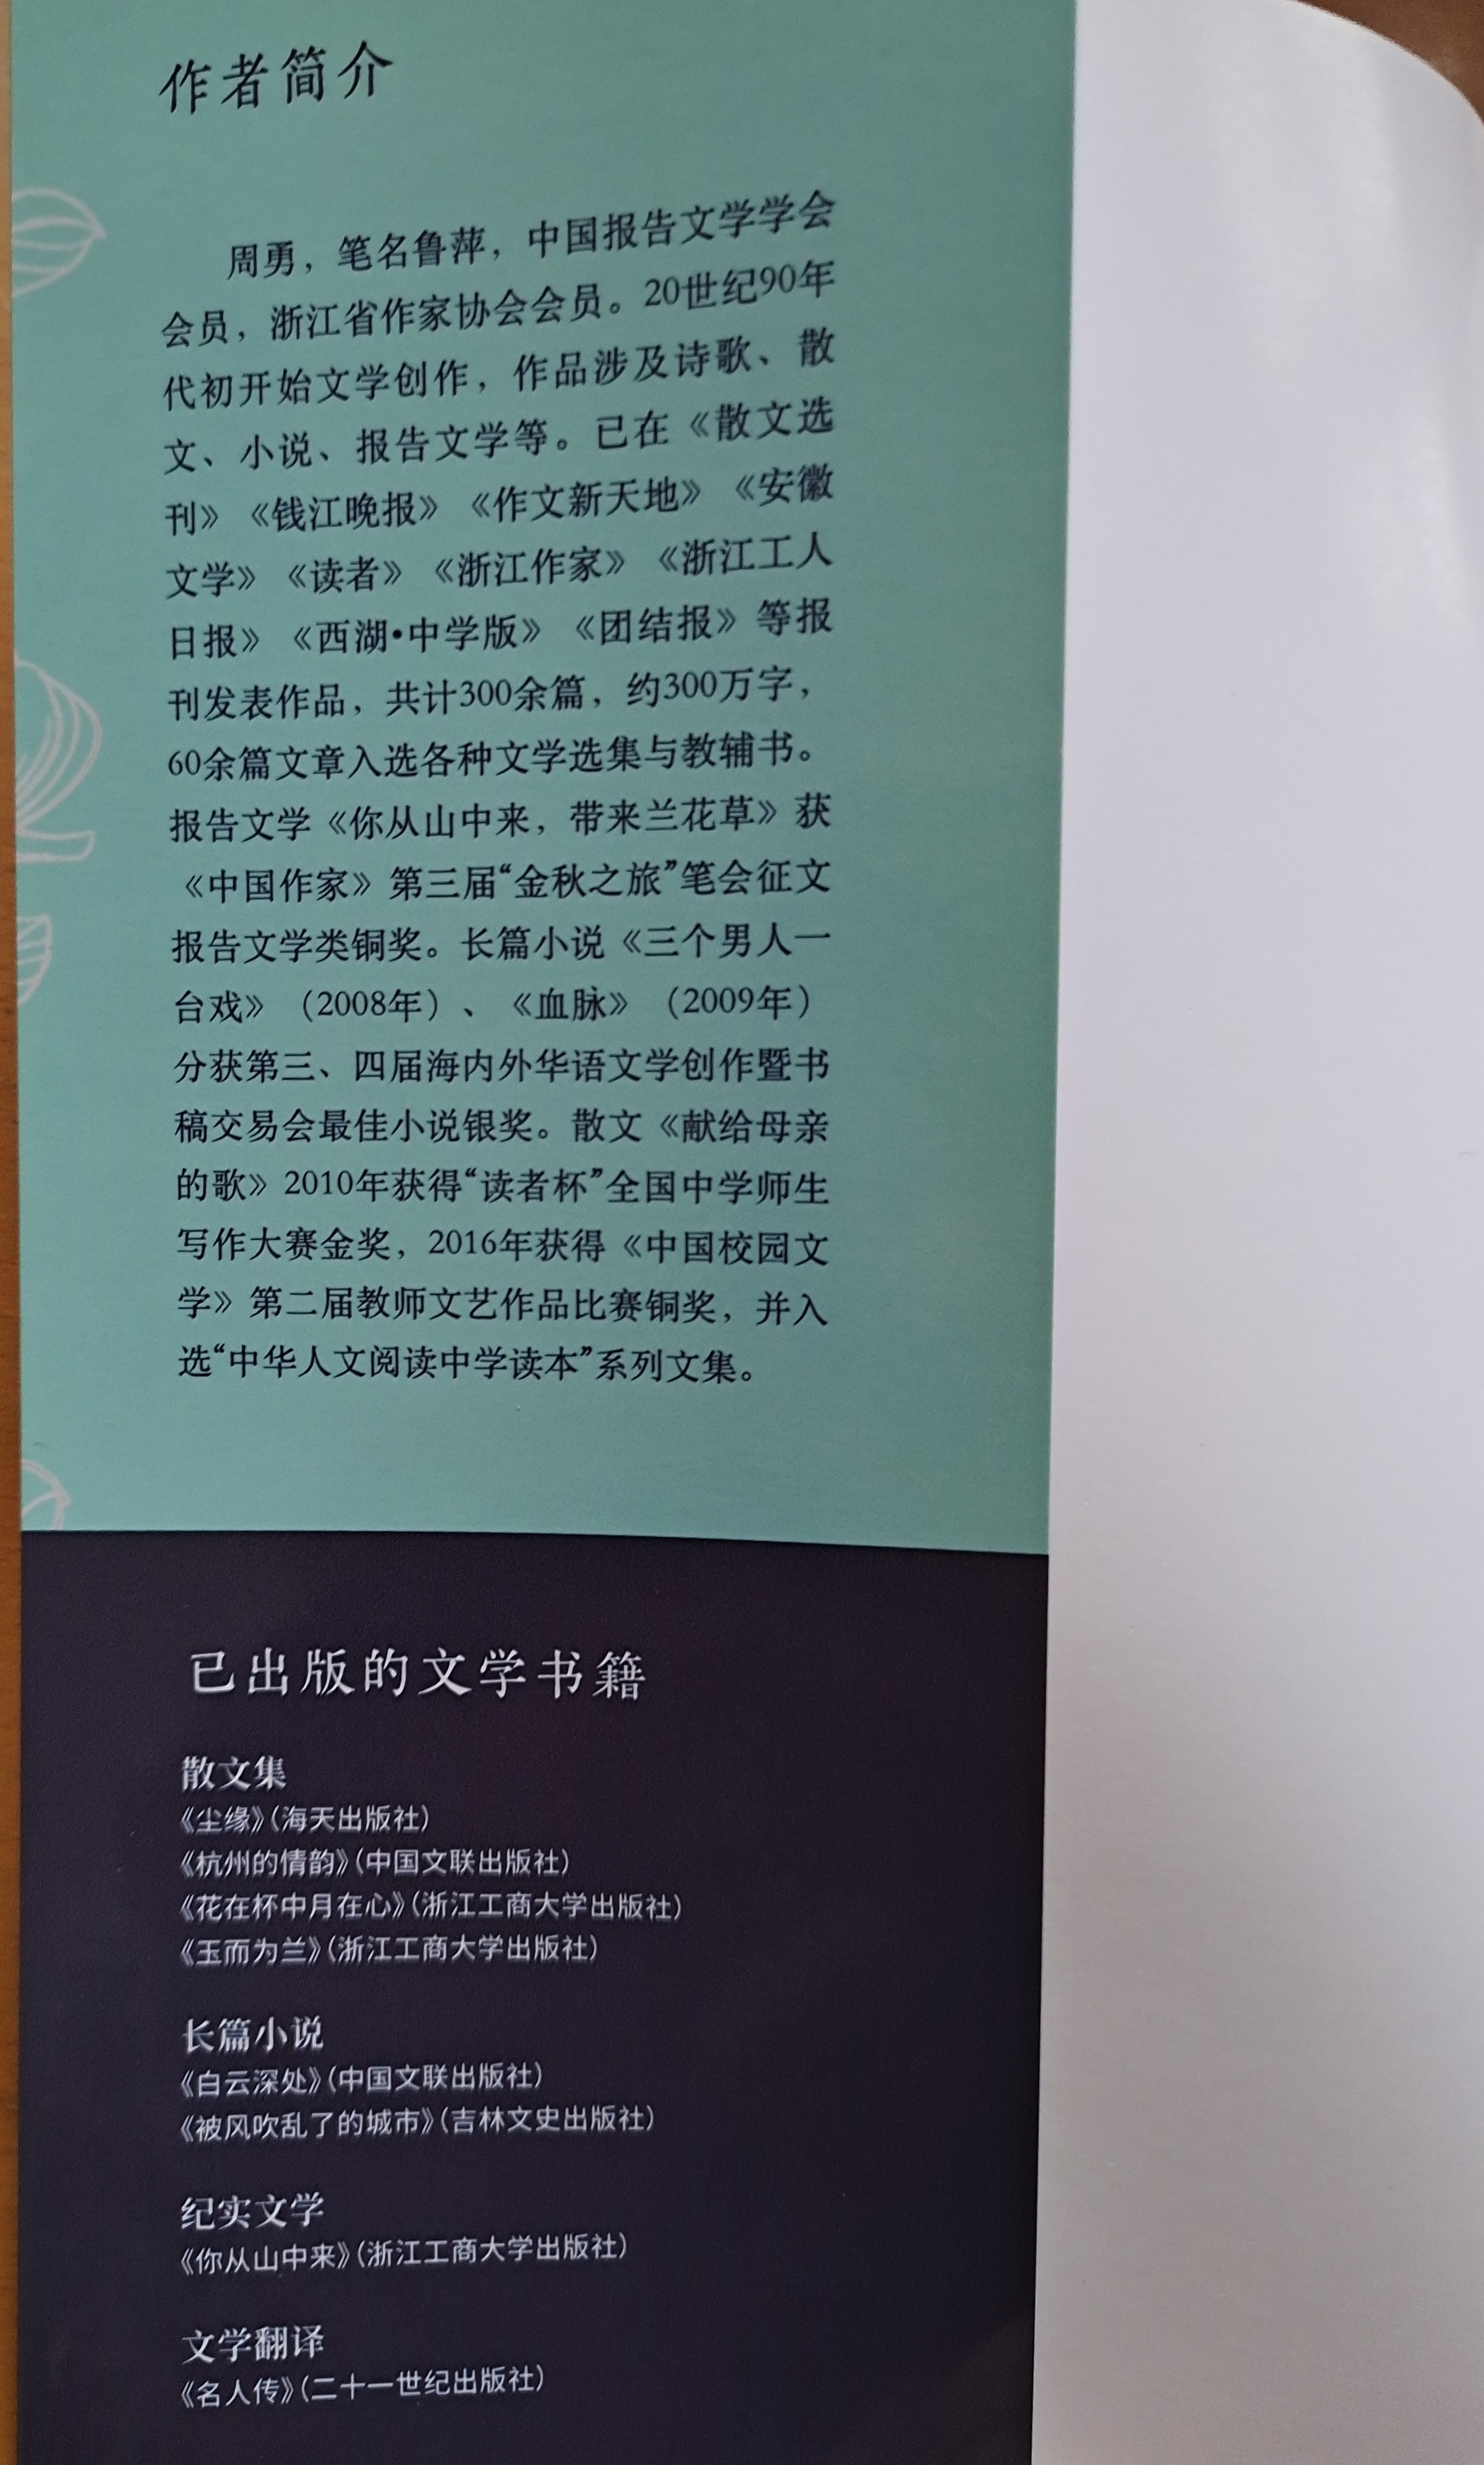 作者简介
周勇，笔名鲁萍，中国报告文学学会
会员，浙江省作家协会会员。20世纪90年
代初开始文学创作，作品涉及诗歌、散
文、小说、报告文学等。已在《散文选
刊》《钱江晚报》《作文新天地》《安徽
文学》《读者》《浙江作家》《浙江工人
日报》《西湖•中学版》《团结报》等报
刊发表作品，共计300余篇，约300万字，
60余篇文章入选各种文学选集与教辅书。
报告文学《你从山中来，带来兰花草》获
《中国作家》第三届“金秋之旅”笔会征文
报告文学类铜奖。长篇小说《三个男人一
台戏》（2008年）、《血脉》（2009年）
分获第三、四届海内外华语文学创作暨书
稿交易会最佳小说银奖。散文《献给母亲
的歌》2010年获得“读者杯”全国中学师生
写作大赛金奖，2016年获得《中国校园文
学》第二届教师文艺作品比赛铜奖，并入
选“中华人文阅读中学读本”系列文集。
已出版的文学书籍
散文集
《尘缘》（海天出版社）
《杭州的情韵》（中国文联出版社）
《花在杯中月在心》（浙江工商大学出版社）
《玉而为兰》（浙江工商大学出版社）
长篇小说
《白云深处》（中国文联出版社）
《被风吹乱了的城市》（吉林文史出版社）
纪实文学
《你从山中来》（浙江工商大学出版社）
文学翻译
《名人传》（二十一世纪出版社）